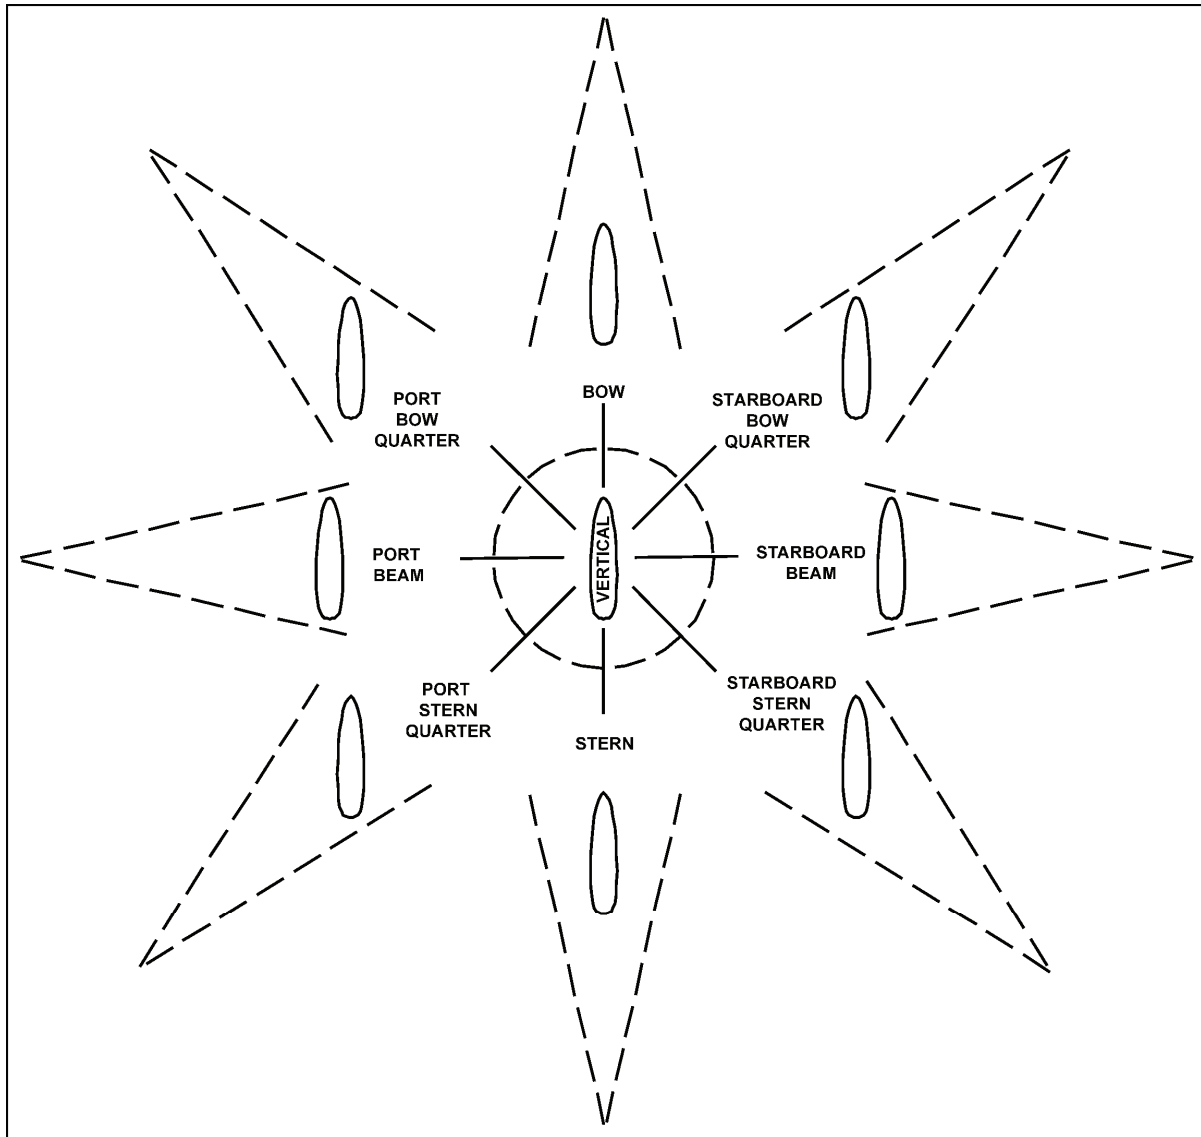 BOW
PORT
BOW
QUARTER
STARBOARD
BOW
QUARTER
PORT
BEAM
VERTICAL
STARBOARD
BEAM
PORT
STERN
QUARTER
STARBOARD
STERN
QUARTER
STERN